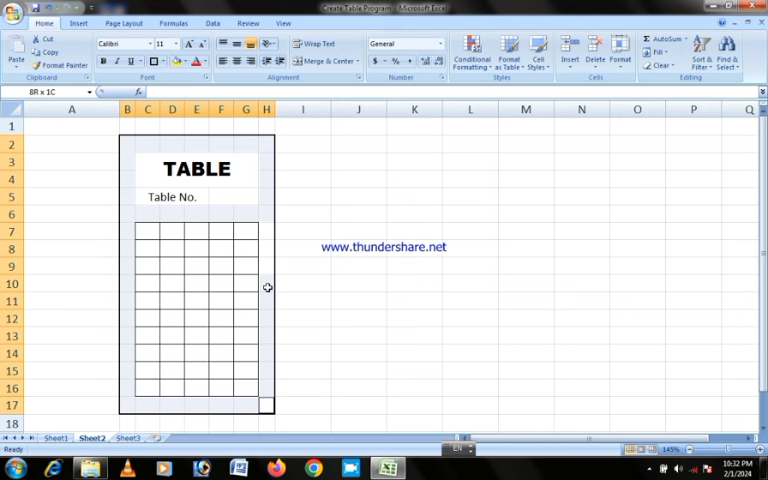 Create Table Program - Microsoft Excel
Home Insert Page Layout Formulas Data Review View
Cut
Copy
Format Painter
Paste
Calibri 11
Wrap Text
Merge & Center
General
Conditional Formatting
Format as Table
Cell Styles
Insert Delete Format
AutoSum
Fill
Clear
Sort & Filter
Find & Select
Clipboard Font Alignment Number Styles Cells Editing
8R x 1C fx
A B C D E F G H I J K L M N O P Q
1
2
3 TABLE
4
5 Table No.
6
7
8 www.thundershare.net
9
10
11
12
13
14
15
16
17
18
Sheet1 Sheet2 Sheet3
Ready
145%
EN
10:32 PM
2/1/2024